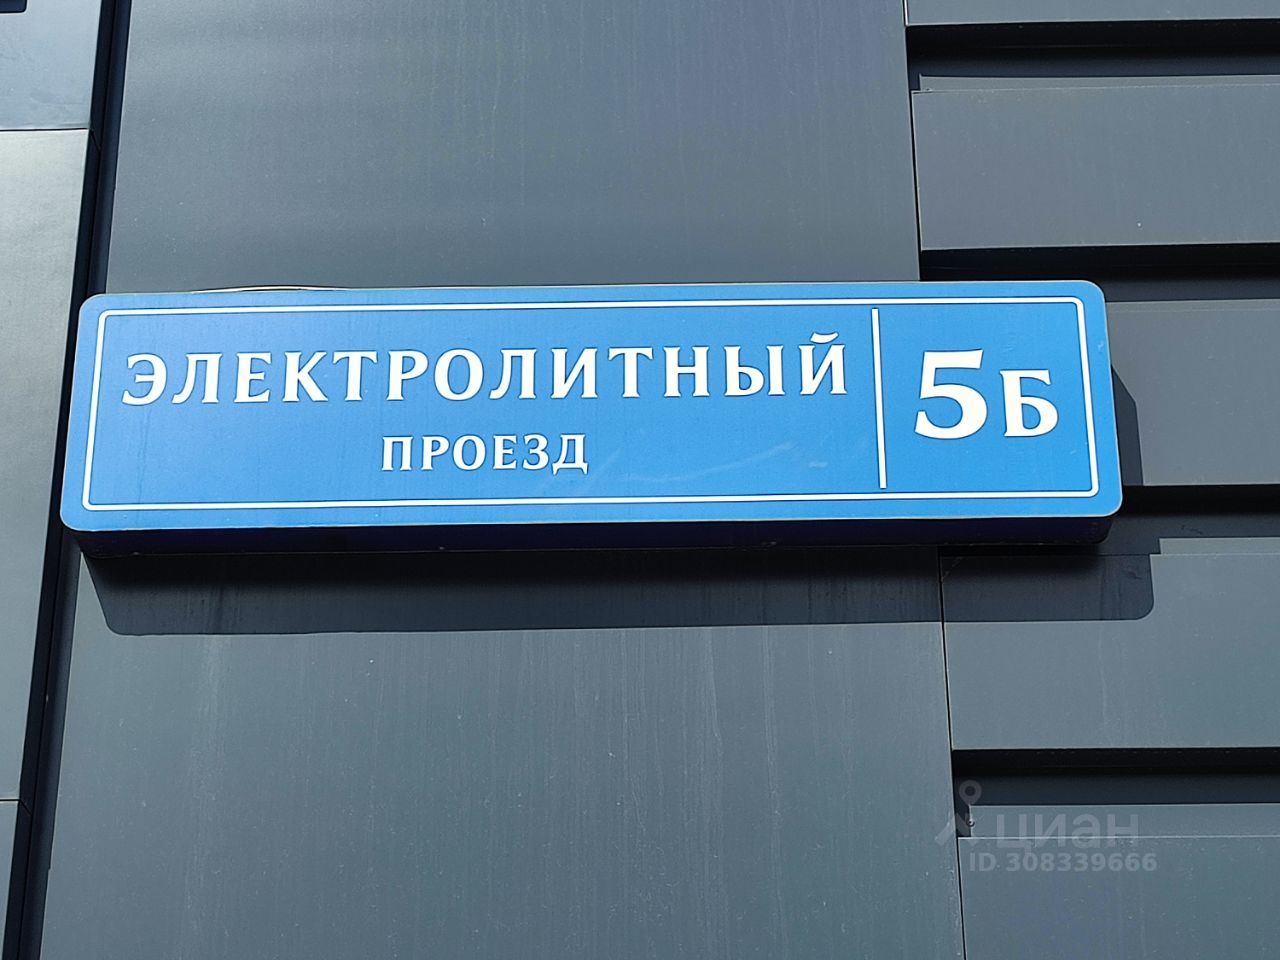 ЭЛЕКТРОЛИТНЫЙ
ПРОЕЗД
5Б
циан
ID 308339666